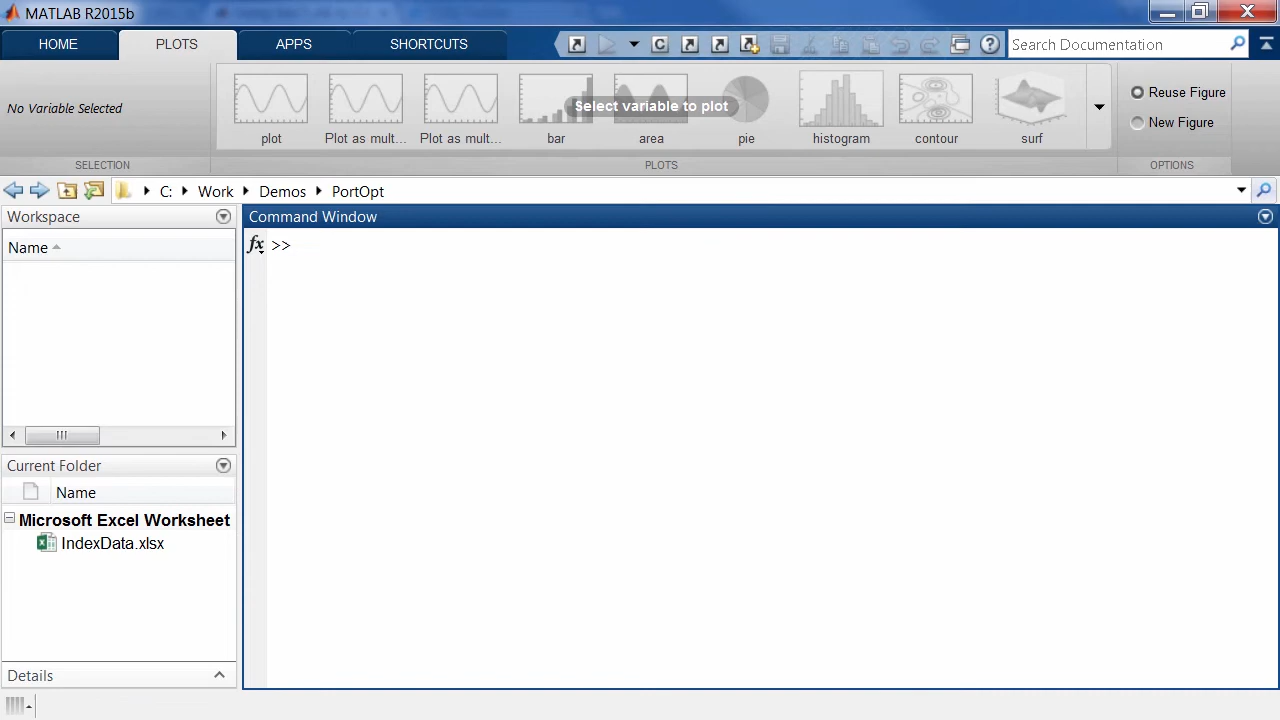 MATLAB R2015b
HOME PLOTS APPS SHORTCUTS Search Documentation
No Variable Selected
Select variable to plot
plot Plot as mult... Plot as mult... bar area pie histogram contour surf
Reuse Figure
New Figure
SELECTION PLOTS OPTIONS
C: Work Demos PortOpt
Workspace
Name
Command Window
fx >>
Current Folder
Name
Microsoft Excel Worksheet
IndexData.xlsx
Details